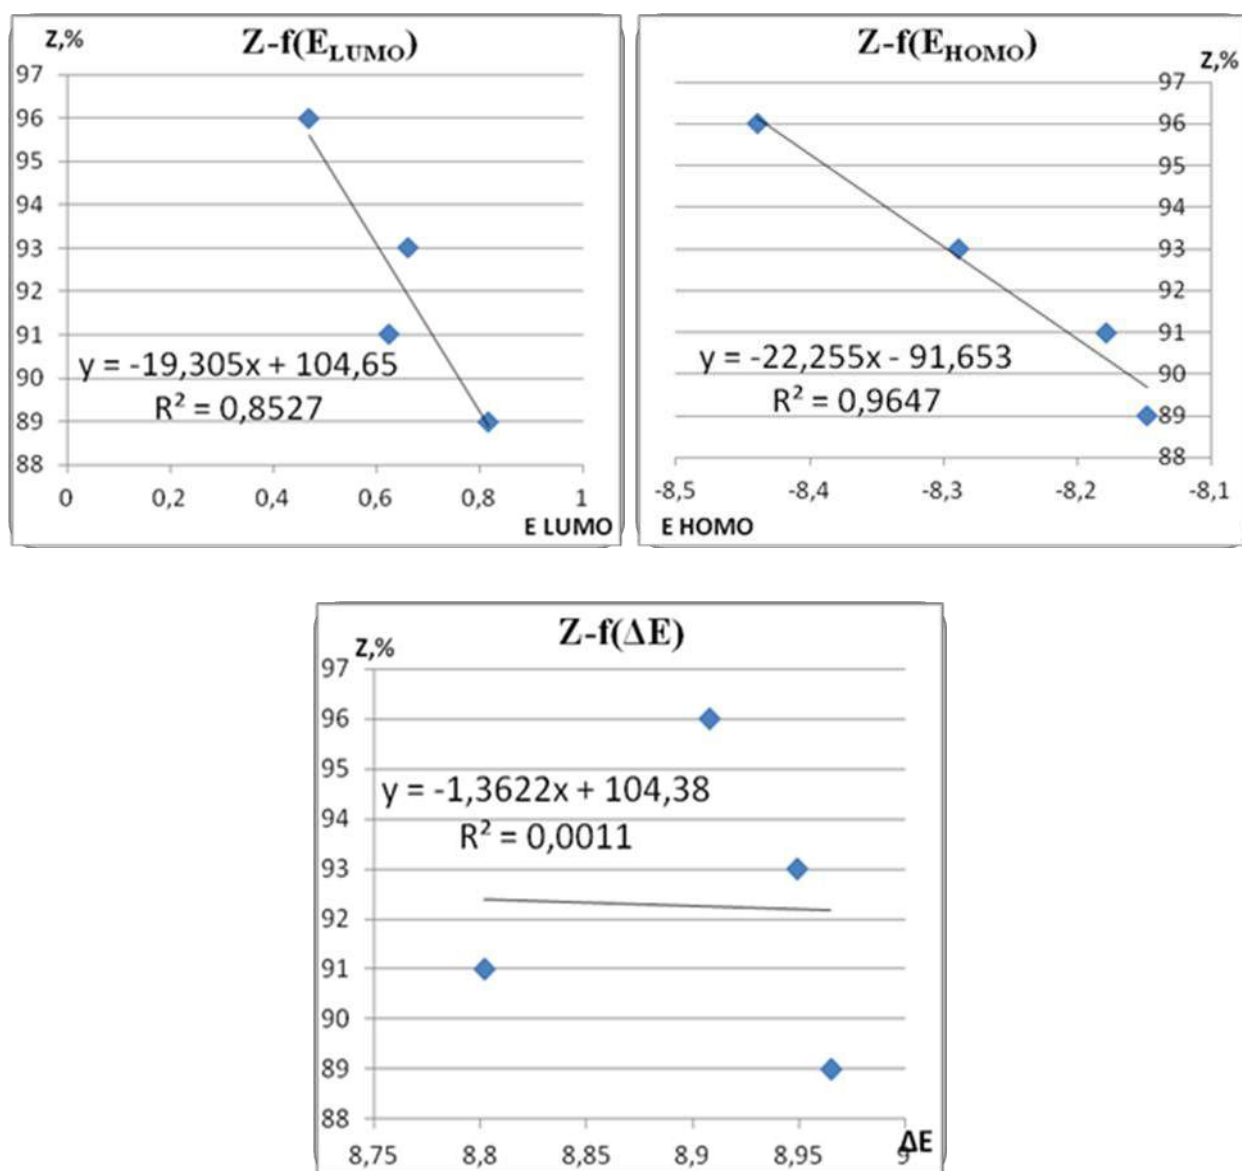 Z,%
Z-f(E_LUMO)
97
96
95
94
93
92
91
90
89
88
y = -19,305x + 104,65
R² = 0,8527
0 0,2 0,4 0,6 0,8 1
E LUMO
Z-f(E_HOMO)
Z,%
97
96
95
94
93
92
91
90
89
88
y = -22,255x - 91,653
R² = 0,9647
-8,5 -8,4 -8,3 -8,2 -8,1
E HOMO
Z-f(ΔE)
Z,%
97
96
95
94
93
92
91
90
89
88
y = -1,3622x + 104,38
R² = 0,0011
8,75 8,8 8,85 8,9 8,95 9
ΔE